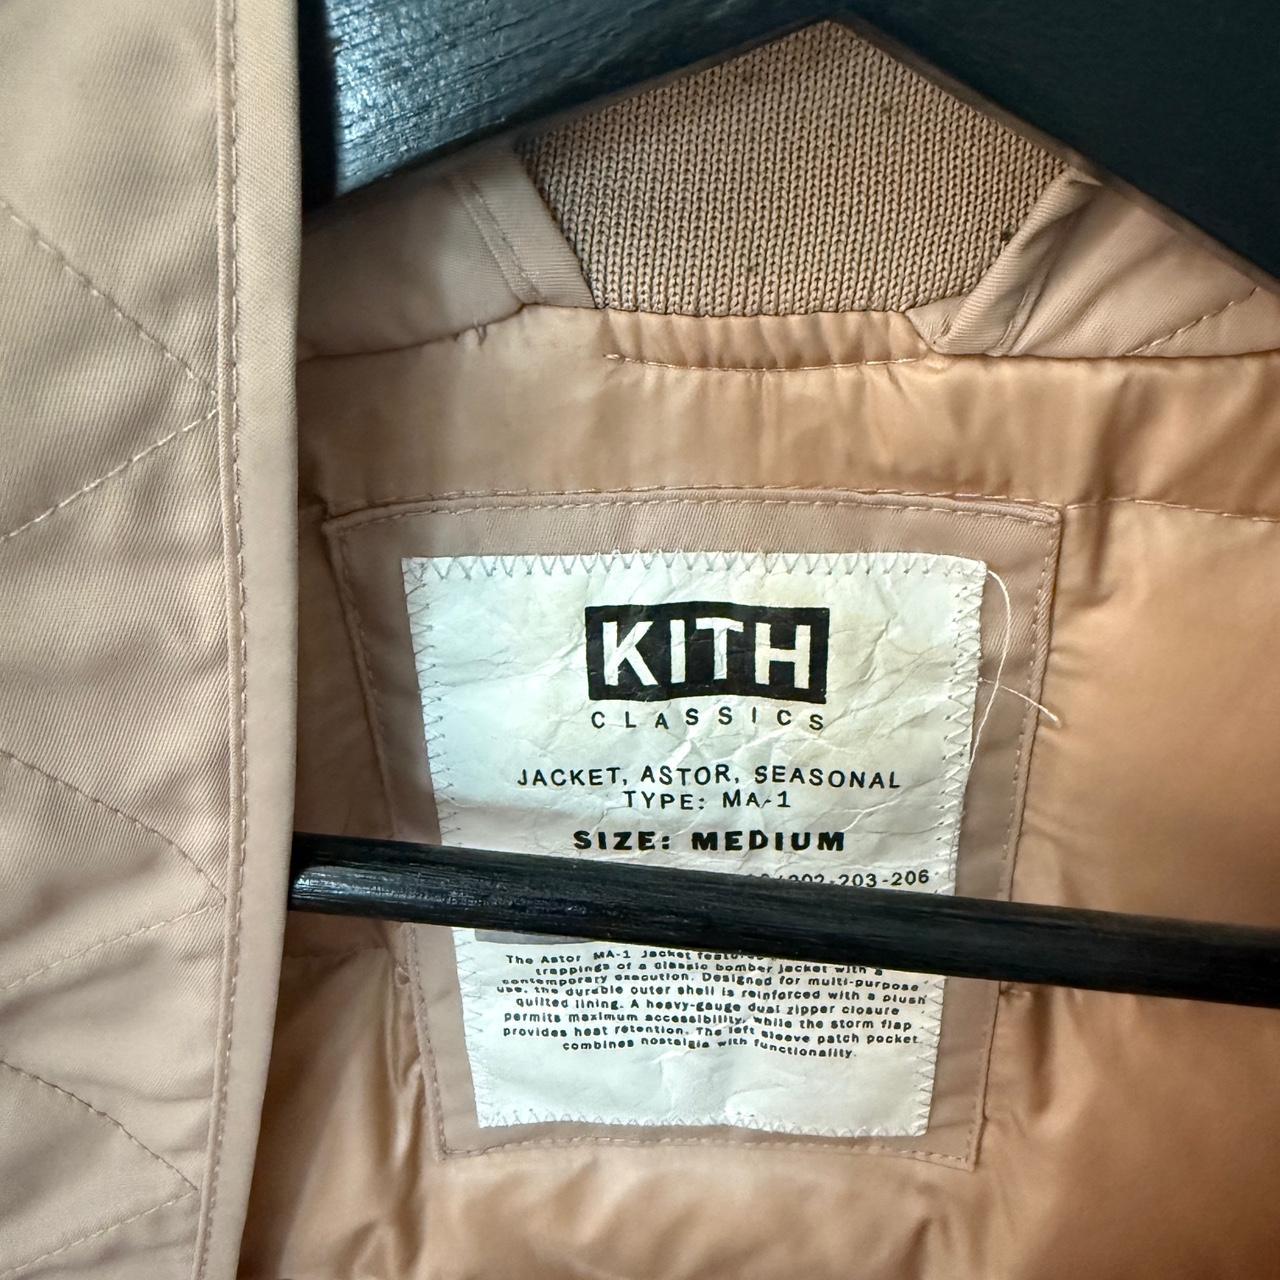 KITH
CLASSICS
JACKET, ASTOR, SEASONAL
TYPE: MA-1
SIZE: MEDIUM
-203-206
The Astor MA-1 Jacket features
trappings of a classic bomber jacket with a
contemporary execution. Designed for multi-purpose
use, the durable outer shell is reinforced with a plush
quilted lining. A heavy-gauge dual zipper closure
permits maximum accessibility, while the storm flap
provides heat retention. The left sleeve patch pocket
combines nostalgia with functionality.